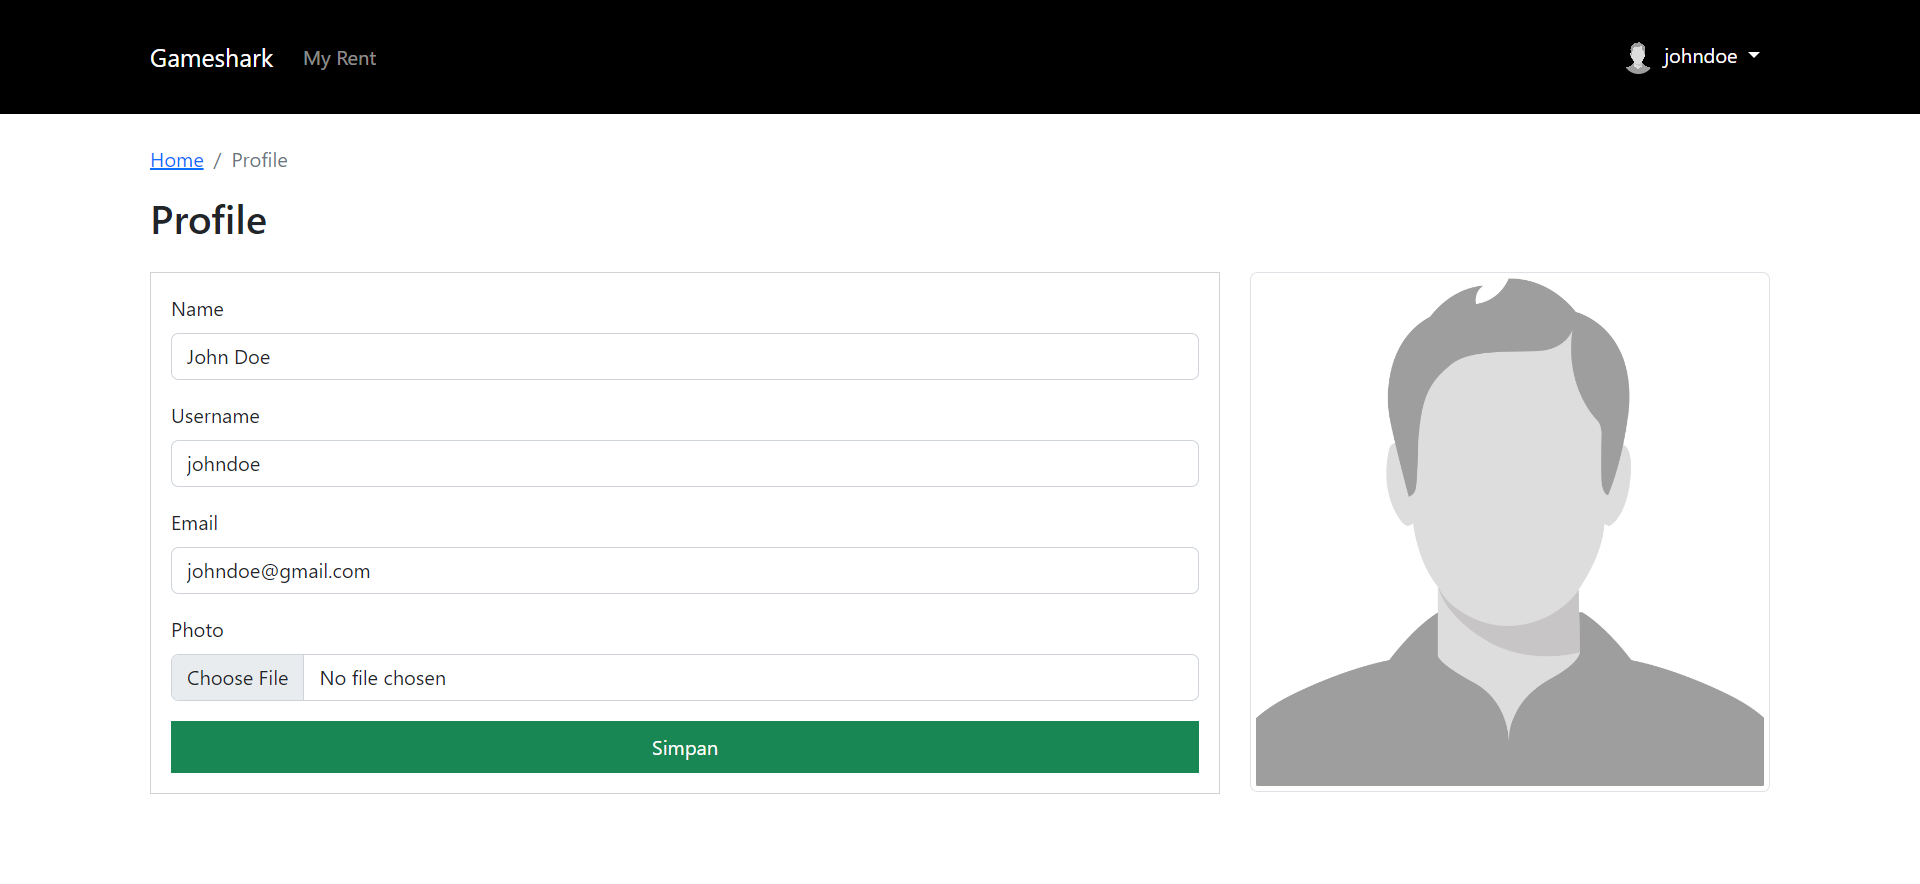 Gameshark My Rent johndoe
Home / Profile
Profile
Name
John Doe
Username
johndoe
Email
johndoe@gmail.com
Photo
Choose File No file chosen
Simpan